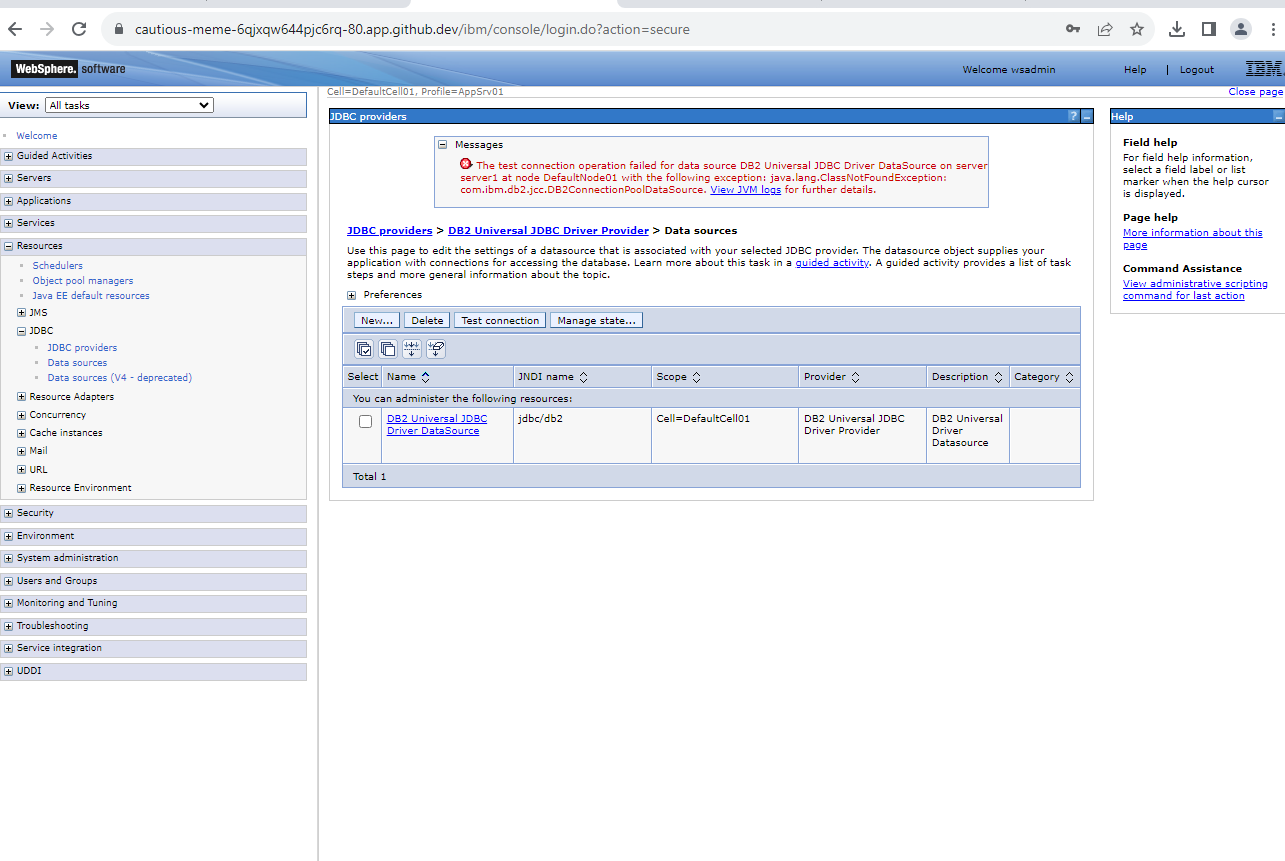 cautious-meme-6qjxqw644pjc6rq-80.app.github.dev/ibm/console/login.do?action=secure
WebSphere. software
Welcome wsadmin
Help | Logout
IBM
View: All tasks
Welcome
Guided Activities
Servers
Applications
Services
Resources
Schedulers
Object pool managers
Java EE default resources
JMS
JDBC
JDBC providers
Data sources
Data sources (V4 - deprecated)
Resource Adapters
Concurrency
Cache instances
Mail
URL
Resource Environment
Security
Environment
System administration
Users and Groups
Monitoring and Tuning
Troubleshooting
Service integration
UDDI
Cell=DefaultCell01, Profile=AppSrv01
Close page
JDBC providers
?
Messages
The test connection operation failed for data source DB2 Universal JDBC Driver DataSource on server
server1 at node DefaultNode01 with the following exception: java.lang.ClassNotFoundException:
com.ibm.db2.jcc.DB2ConnectionPoolDataSource. View JVM logs for further details.
JDBC providers > DB2 Universal JDBC Driver Provider > Data sources
Use this page to edit the settings of a datasource that is associated with your selected JDBC provider. The datasource object supplies your
application with connections for accessing the database. Learn more about this task in a guided activity. A guided activity provides a list of task
steps and more general information about the topic.
Preferences
New... Delete Test connection Manage state...
Select Name JNDI name Scope Provider Description Category
You can administer the following resources:
DB2 Universal JDBC
Driver DataSource
jdbc/db2
Cell=DefaultCell01
DB2 Universal JDBC
Driver Provider
DB2 Universal
Driver
Datasource
Total 1
Help
Field help
For field help information,
select a field label or list
marker when the help cursor
is displayed.
Page help
More information about this
page
Command Assistance
View administrative scripting
command for last action